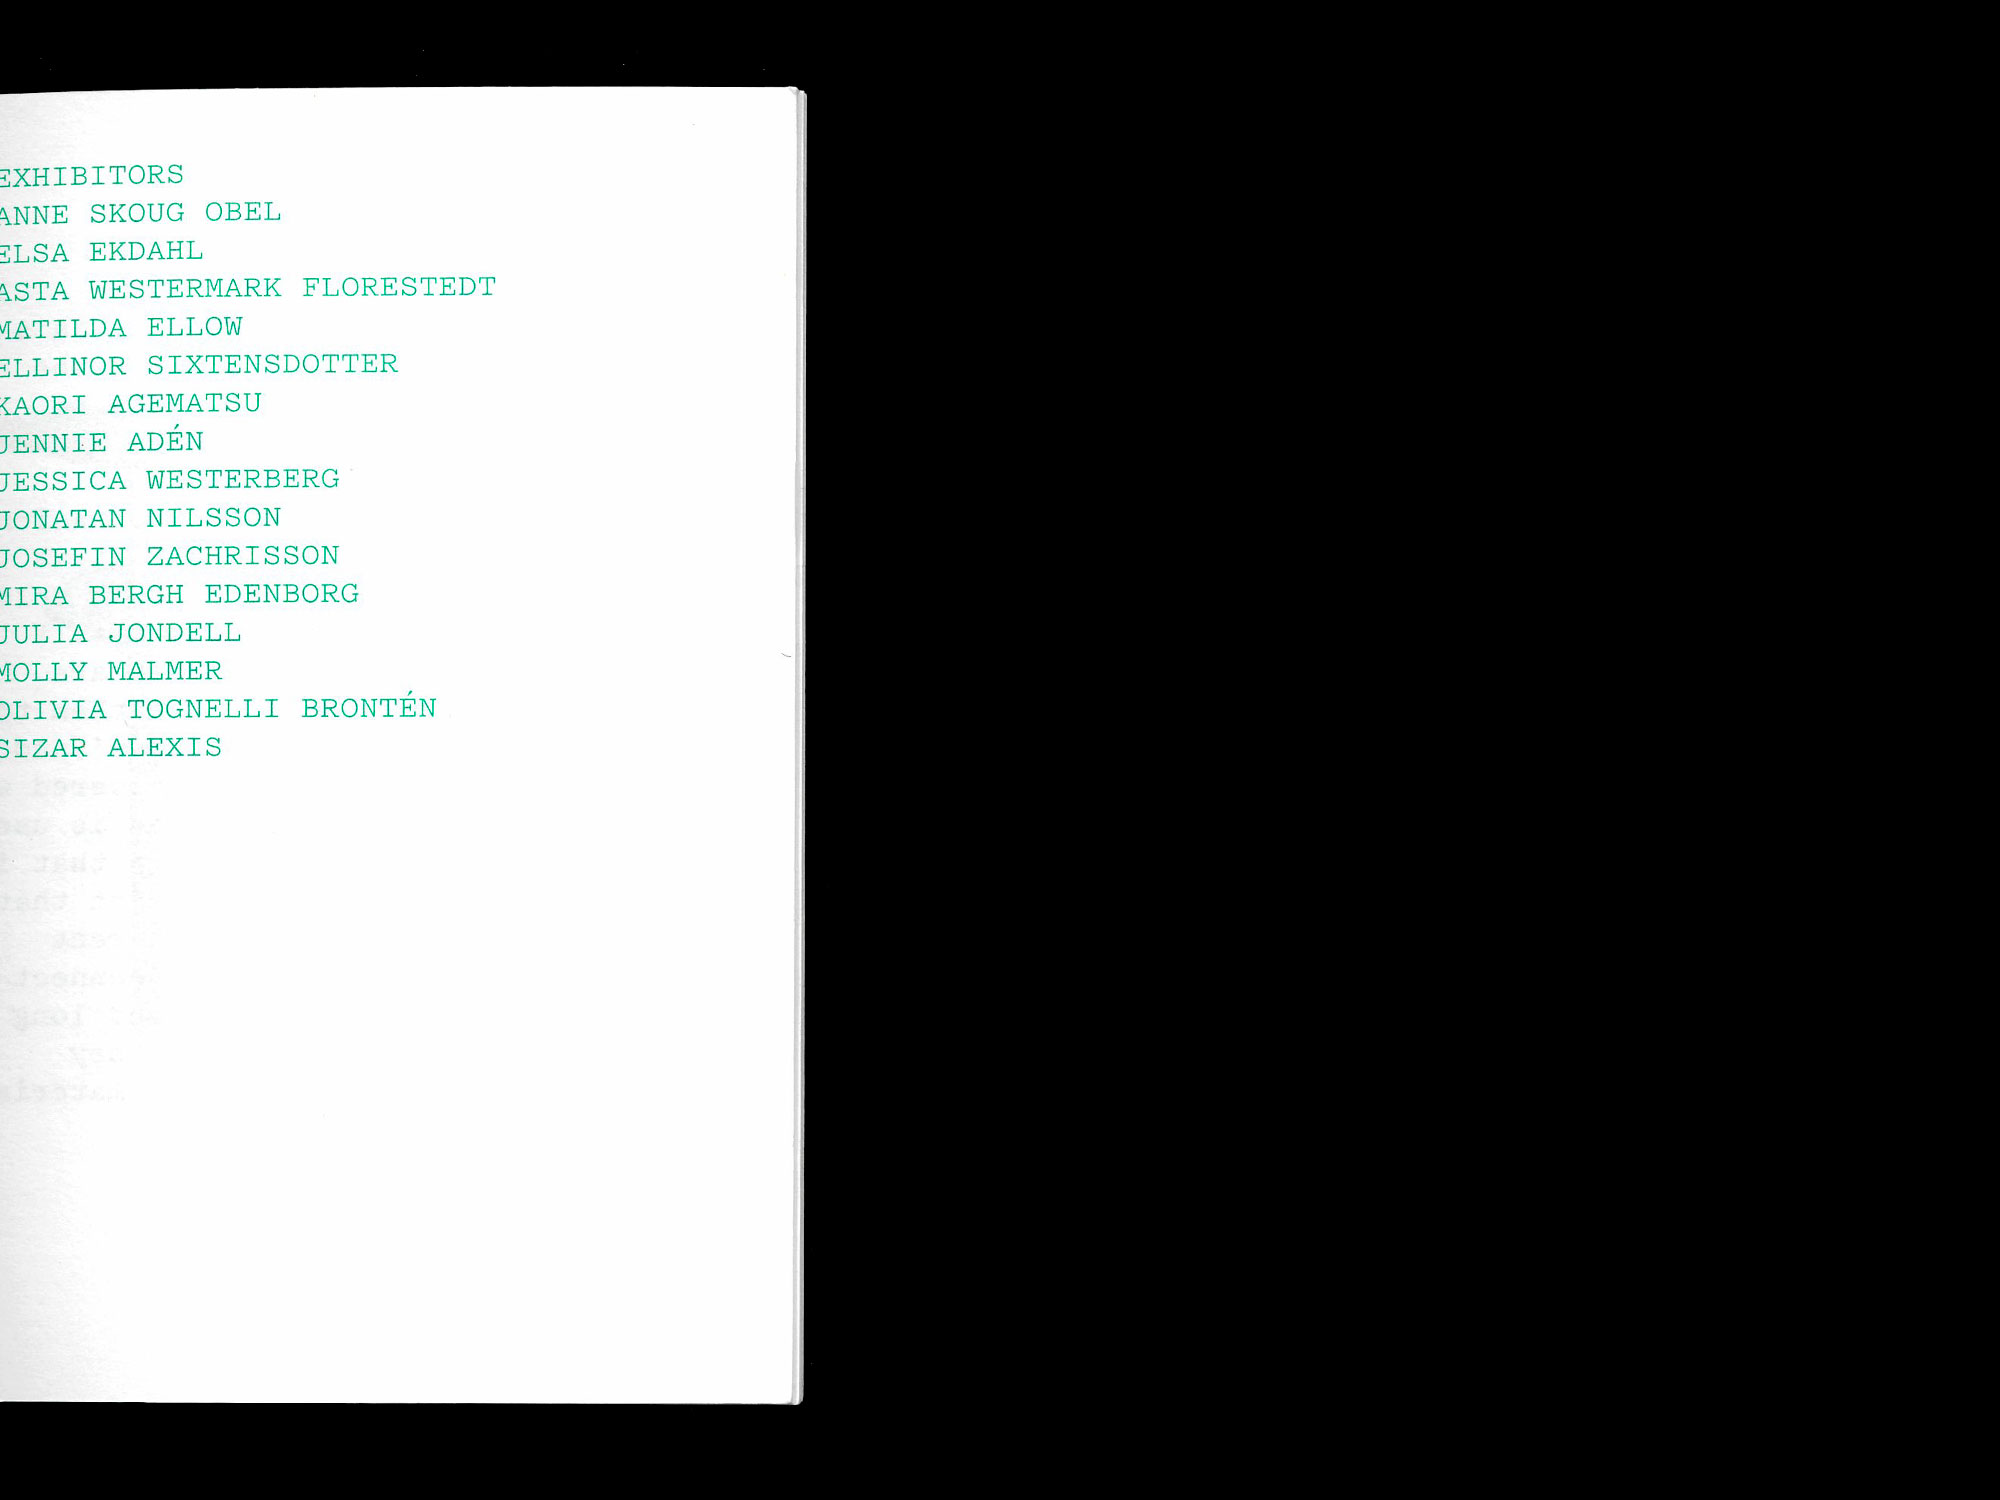 EXHIBITORS
ANNE SKOUG OBEL
ELSA EKDAHL
ASTA WESTERMARK FLORESTEDT
MATILDA ELLOW
ELLINOR SIXTENSDOTTER
KAORI AGEMATSU
JENNIE ADÉN
JESSICA WESTERBERG
JONATAN NILSSON
JOSEFIN ZACHRISSON
MIRA BERGH EDENBORG
JULIA JONDELL
MOLLY MALMER
OLIVIA TOGNELLI BRONTÉN
SIZAR ALEXIS